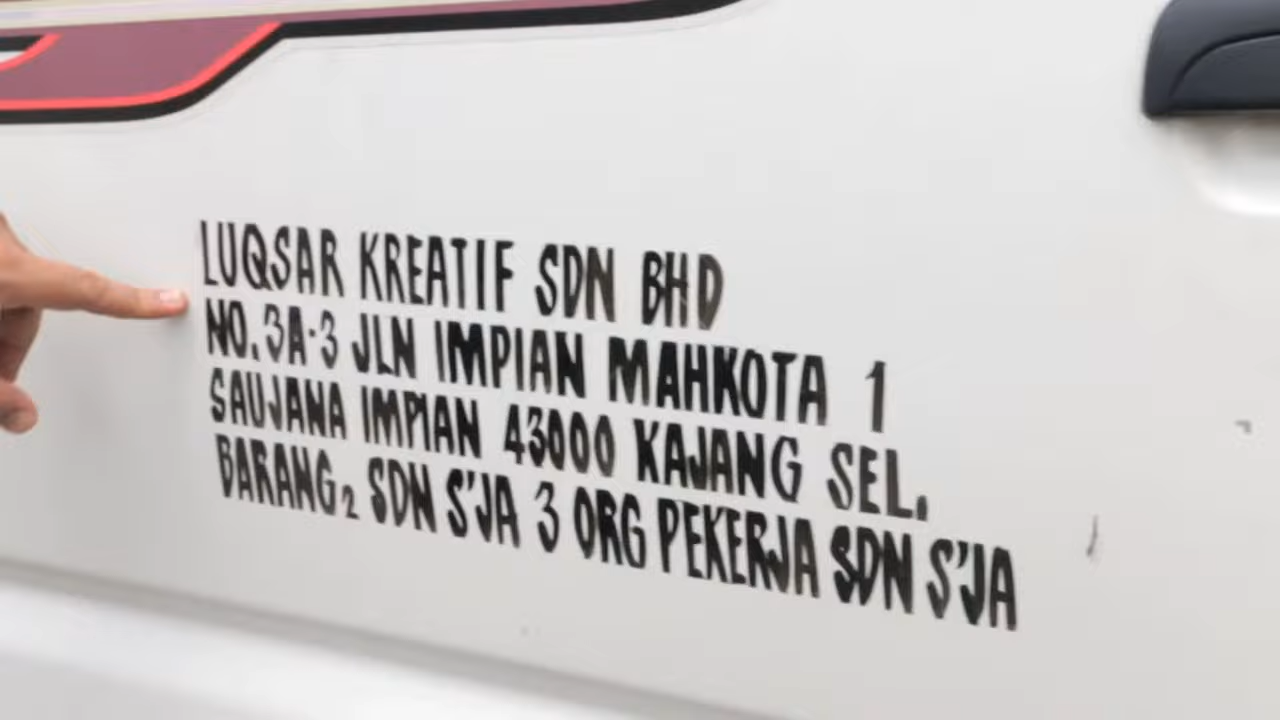 LUQSAR KREATIF SDN BHD
NO.3A-3 JLN IMPIAN MAHKOTA 1
SAUJANA IMPIAN 43000 KAJANG SEL.
BARANG2 SDN S'JA 3 ORG PEKERJA SDN S'JA